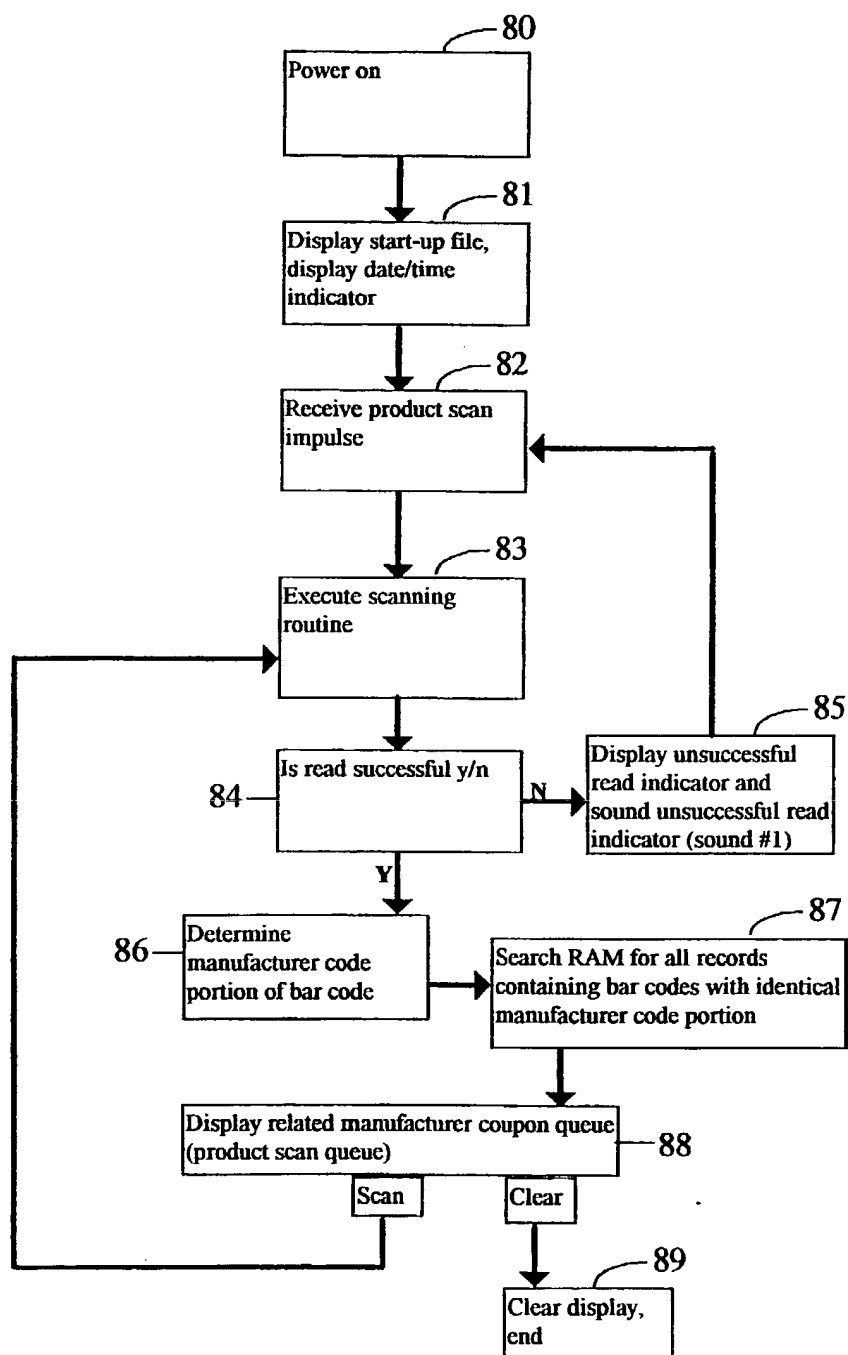 80
Power on
81
Display start-up file,
display date/time
indicator
82
Receive product scan
impulse
83
Execute scanning
routine
84
Is read successful y/n
N
85
Display unsuccessful
read indicator and
sound unsuccessful read
indicator (sound #1)
Y
86
Determine
manufacturer code
portion of bar code
87
Search RAM for all records
containing bar codes with identical
manufacturer code portion
Display related manufacturer coupon queue
(product scan queue)
88
Scan
Clear
89
Clear display,
end